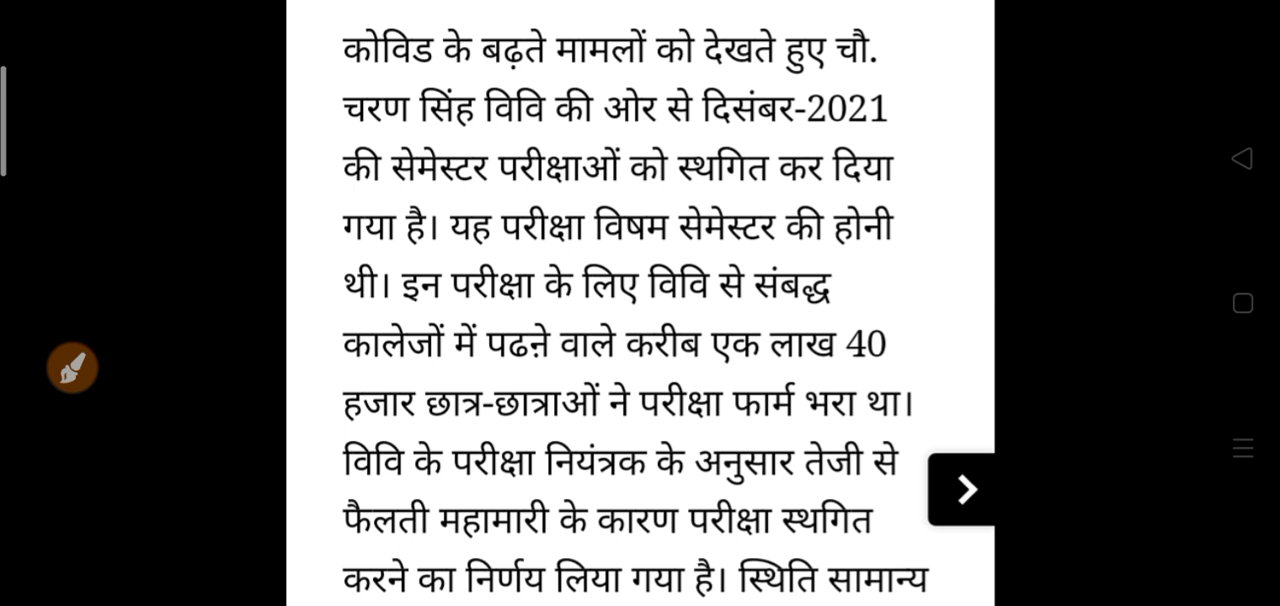 कोविड के बढ़ते मामलों को देखते हुए चौ.
चरण सिंह विवि की ओर से दिसंबर-2021
की सेमेस्टर परीक्षाओं को स्थगित कर दिया
गया है। यह परीक्षा विषम सेमेस्टर की होनी
थी। इन परीक्षा के लिए विवि से संबद्ध
कालेजों में पढऩे वाले करीब एक लाख 40
हजार छात्र-छात्राओं ने परीक्षा फार्म भरा था।
विवि के परीक्षा नियंत्रक के अनुसार तेजी से
फैलती महामारी के कारण परीक्षा स्थगित
करने का निर्णय लिया गया है। स्थिति सामान्य